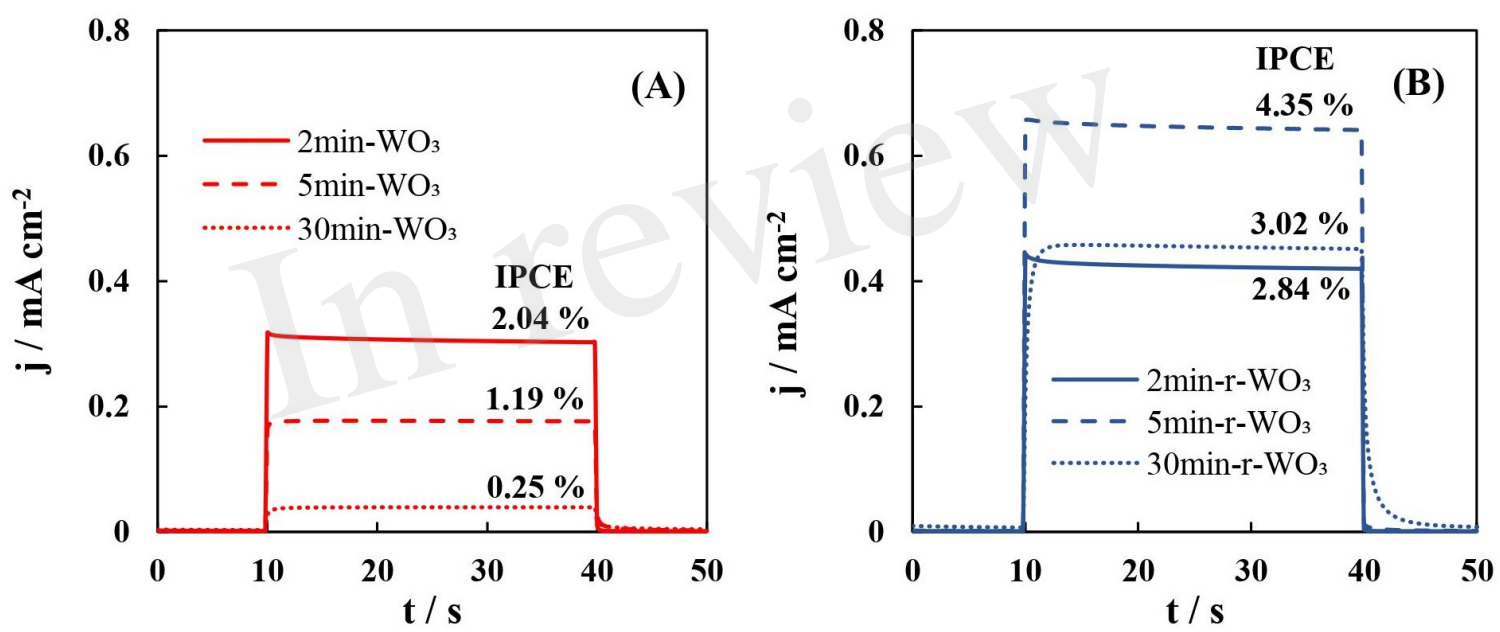 0.8
0.6
0.4
0.2
0
j / mA cm⁻²
(A)
2min-WO₃
5min-WO₃
30min-WO₃
IPCE
2.04 %
1.19 %
0.25 %
0 10 20 30 40 50
t / s
0.8
0.6
0.4
0.2
0
j / mA cm⁻²
IPCE
(B)
4.35 %
3.02 %
2.84 %
2min-r-WO₃
5min-r-WO₃
30min-r-WO₃
0 10 20 30 40 50
t / s
In review